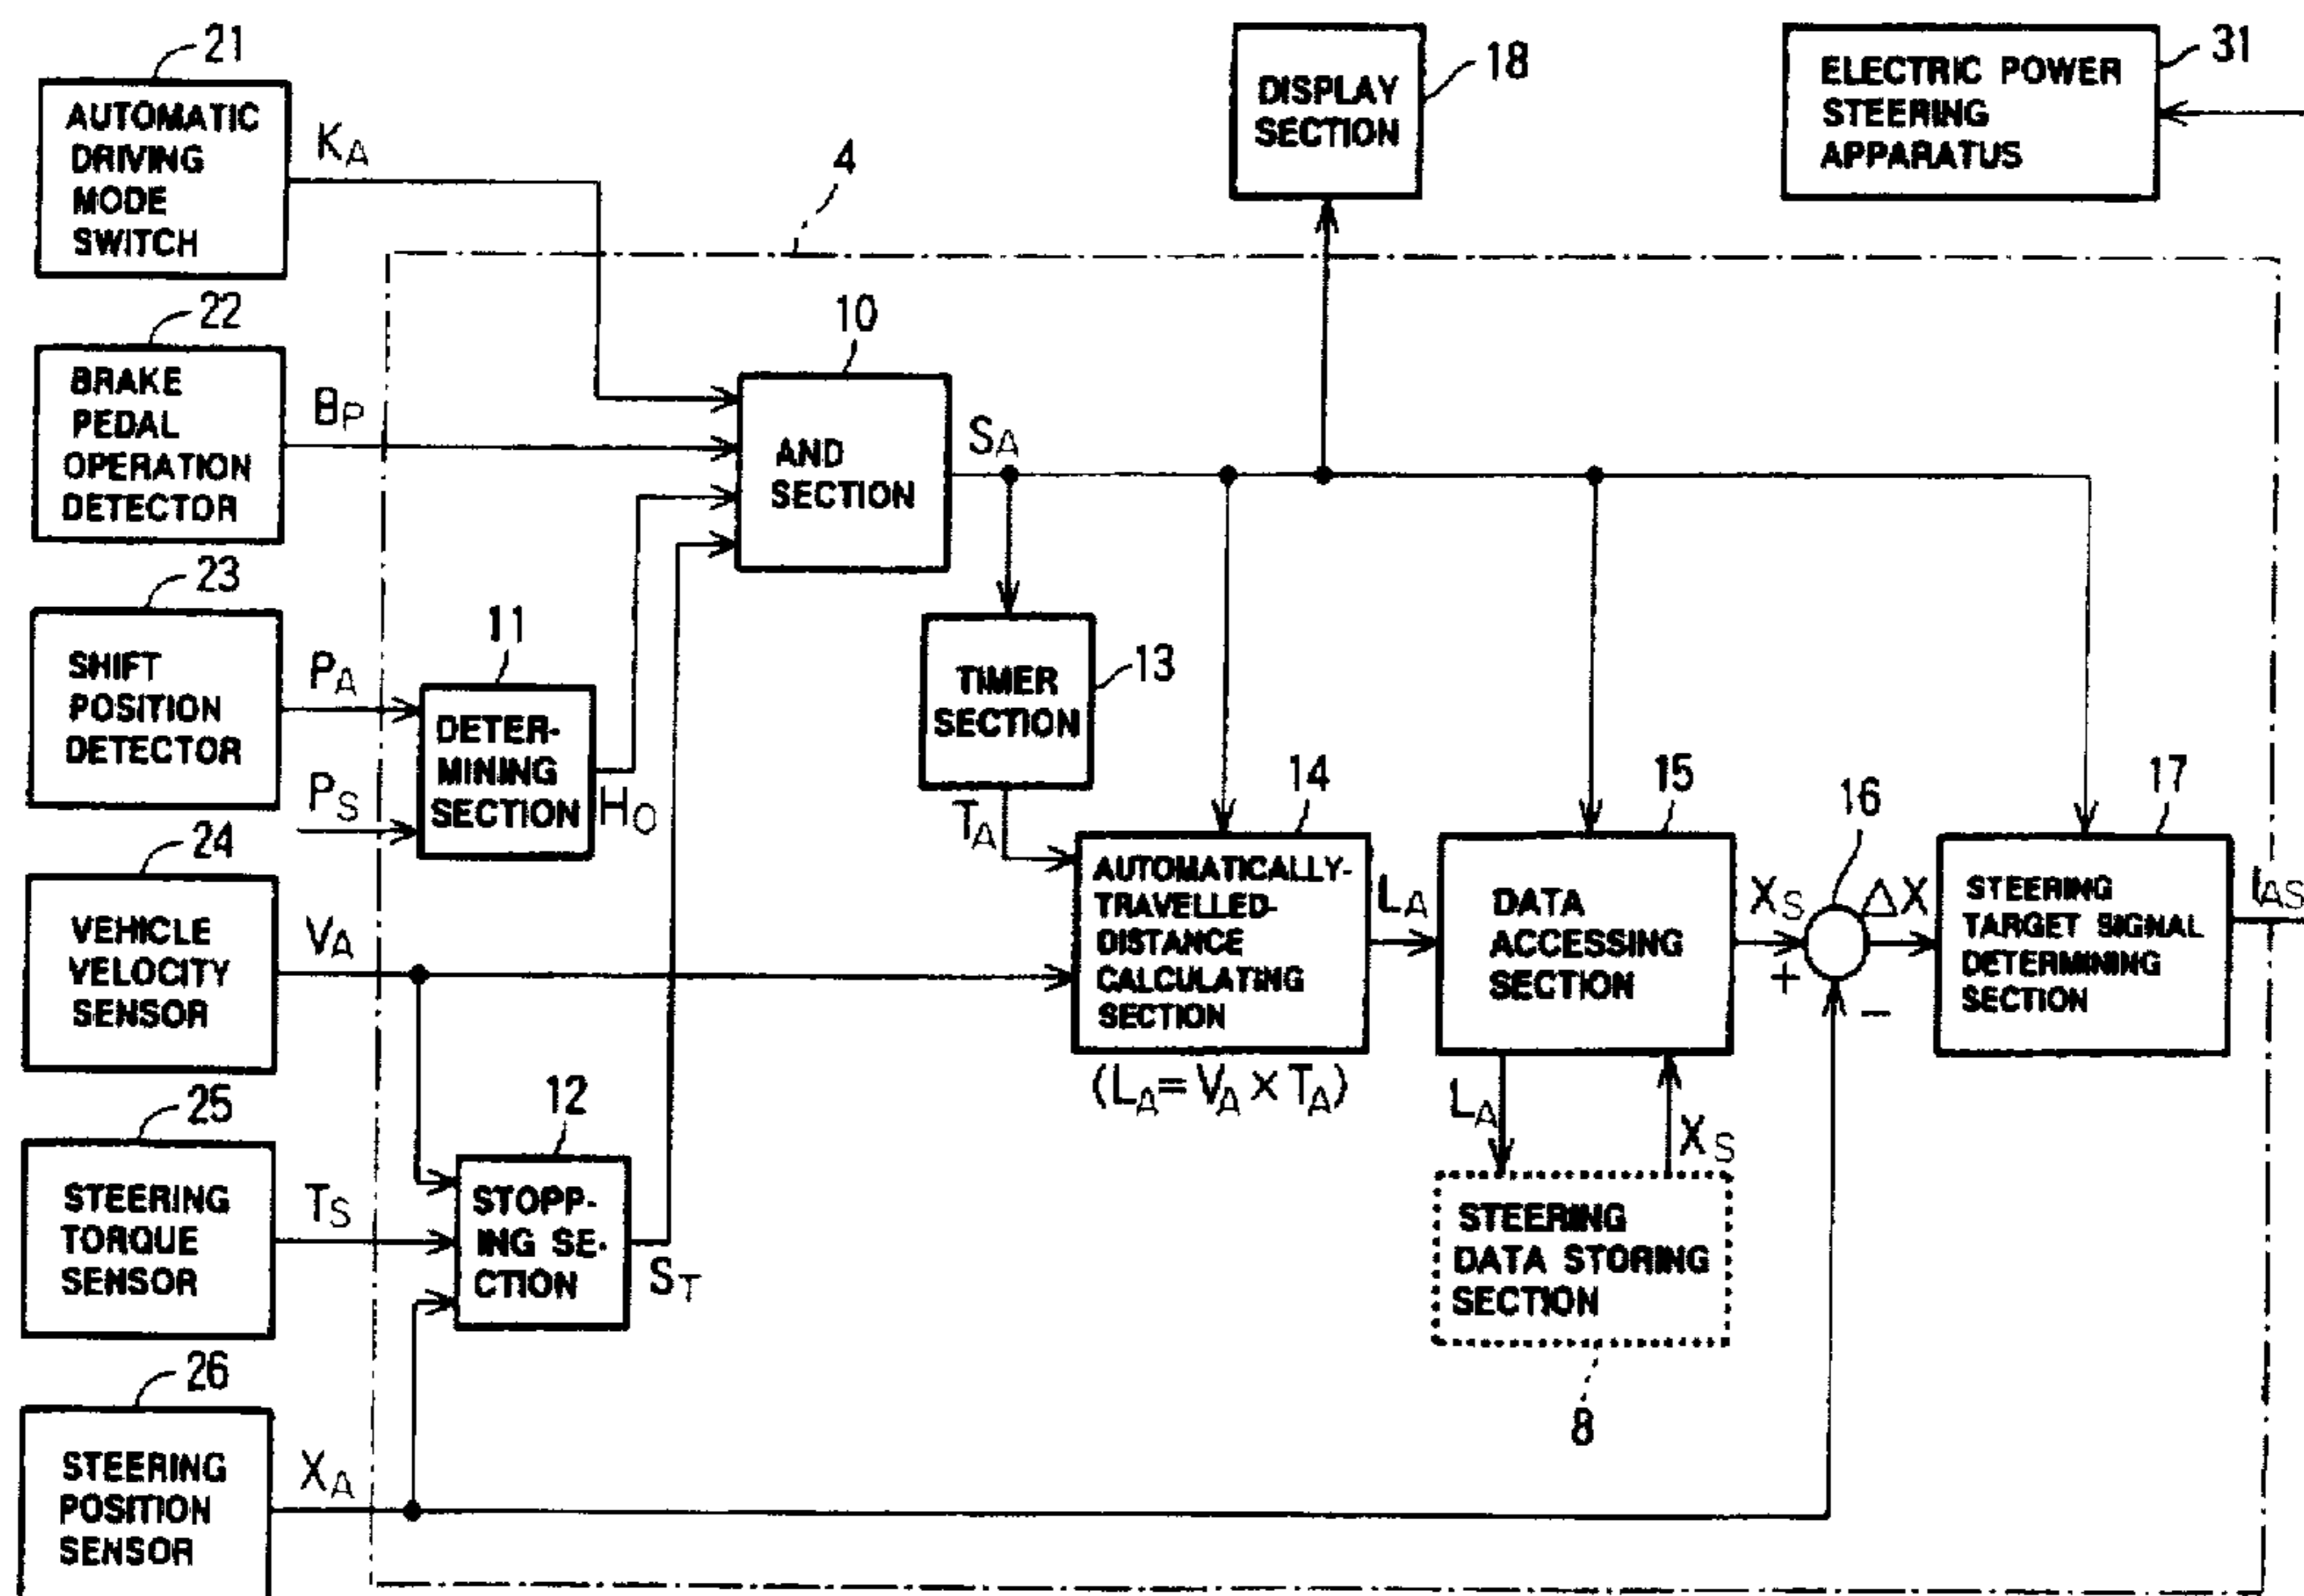 21
AUTOMATIC
DRIVING
MODE
SWITCH
KA
4
DISPLAY
SECTION
18
ELECTRIC POWER
STEERING
APPARATUS
31
22
BRAKE
PEDAL
OPERATION
DETECTOR
BP
10
AND
SECTION
SA
23
SHIFT
POSITION
DETECTOR
PA
PS
11
DETER-
MINING
SECTION
HO
TIMER
SECTION
13
TA
24
VEHICLE
VELOCITY
SENSOR
VA
14
AUTOMATICALLY-
TRAVELLED-
DISTANCE
CALCULATING
SECTION
(LA=VA×TA)
LA
15
DATA
ACCESSING
SECTION
XS
16
+
−
ΔX
17
STEERING
TARGET SIGNAL
DETERMINING
SECTION
IAS
25
STEERING
TORQUE
SENSOR
TS
12
STOPP-
ING SE-
CTION
ST
LA
XS
STEERING
DATA STORING
SECTION
8
26
STEERING
POSITION
SENSOR
XA